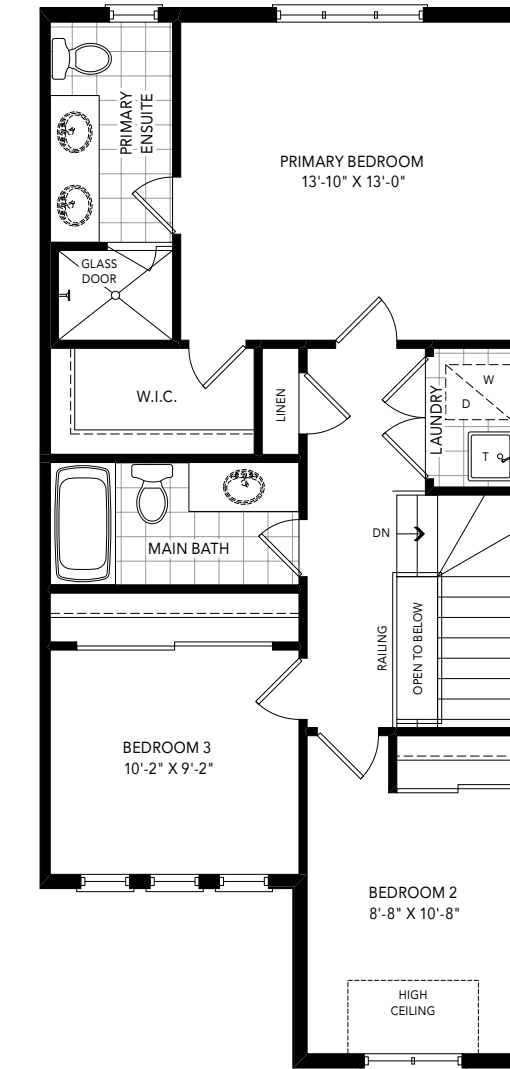 PRIMARY
ENSUITE
PRIMARY BEDROOM
13'-10" X 13'-0"
GLASS
DOOR
W.I.C.
LINEN
LAUNDRY
W
D
T
MAIN BATH
DN
RAILING
OPEN TO BELOW
BEDROOM 3
10'-2" X 9'-2"
BEDROOM 2
8'-8" X 10'-8"
HIGH
CEILING